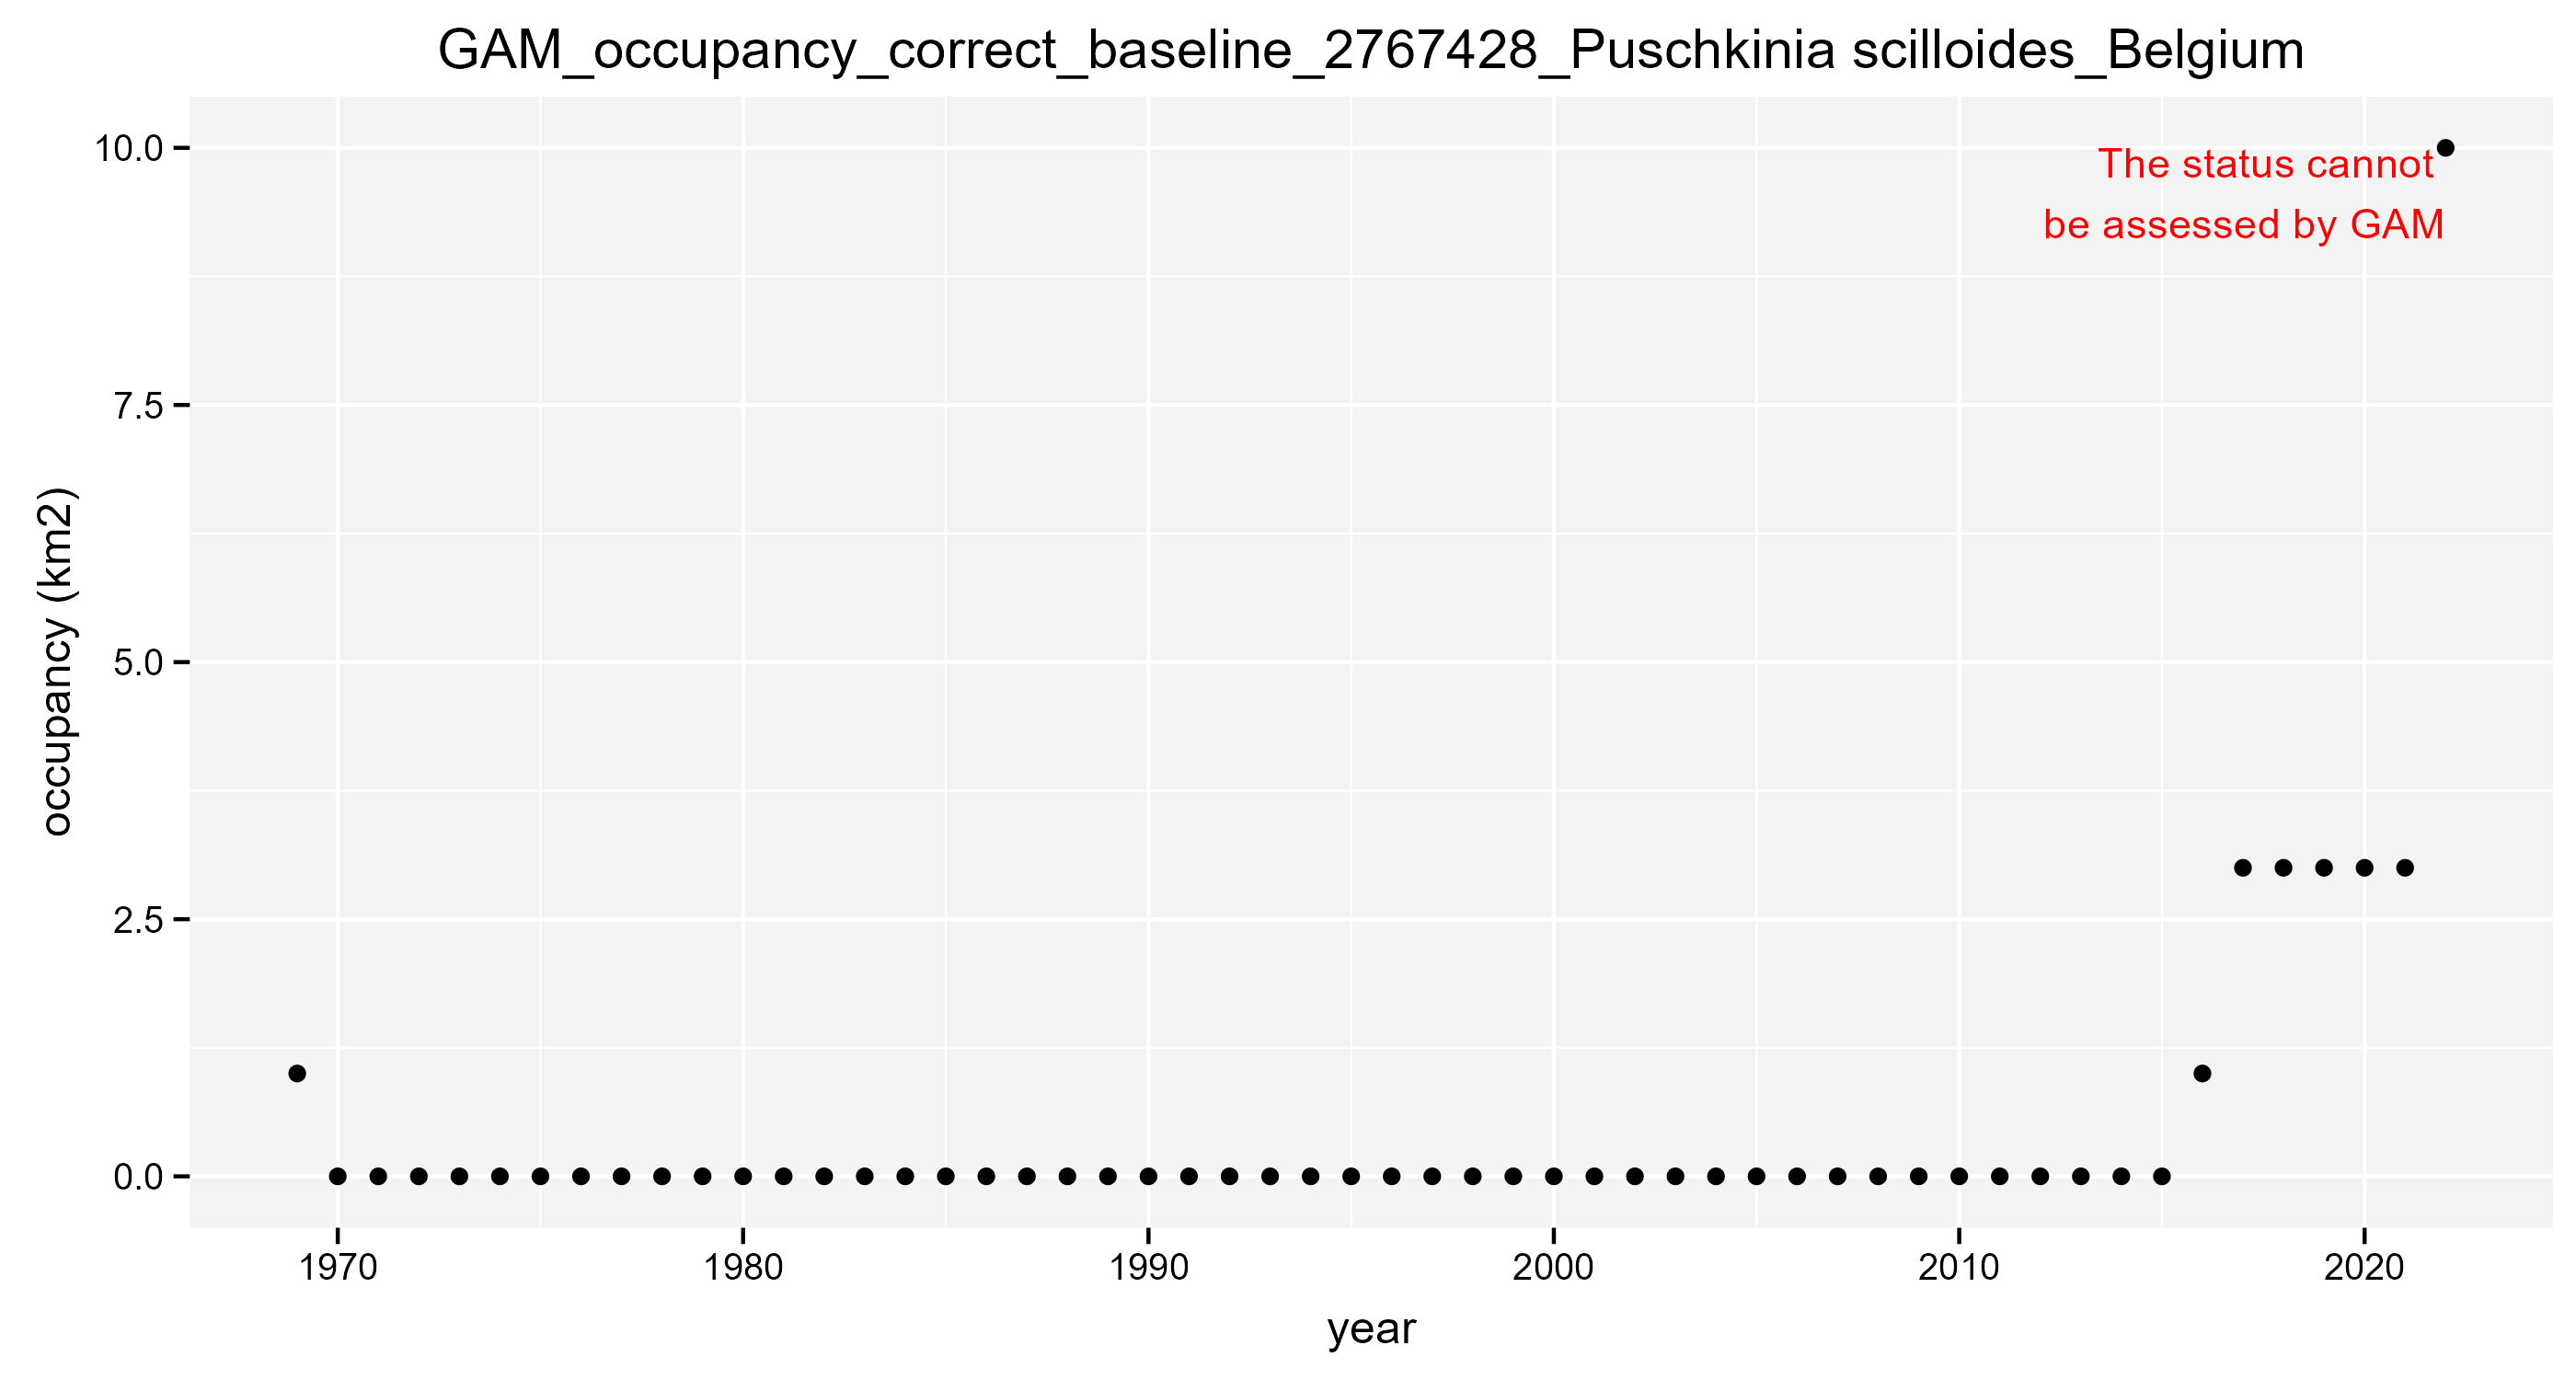 GAM_occupancy_correct_baseline_2767428_Puschkinia scilloides_Belgium
10.0
The status cannot
be assessed by GAM
7.5
5.0
2.5
0.0
occupancy (km2)
1970 1980 1990 2000 2010 2020
year